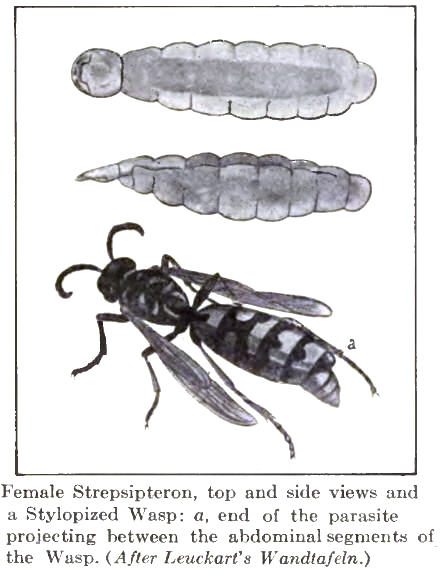 a
Female Strepsipteron, top and side views and
a Stylopized Wasp: a, end of the parasite
projecting between the abdominal segments of
the Wasp. (After Leuckart's Wandtafeln.)